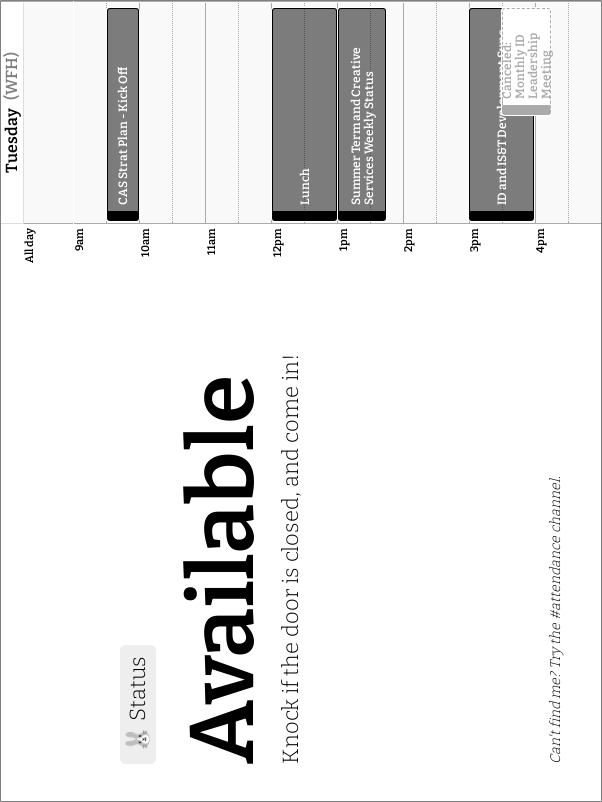 Status
Available
Knock if the door is closed, and come in!
Can't find me? Try the #attendance channel.
Tuesday (WFH)
All day
9am
CAS Strat Plan - Kick Off
10am
11am
12pm
Lunch
1pm
Summer Term and Creative
Services Weekly Status
2pm
3pm
ID and IS&T
Canceled:
Monthly ID
Leadership
Meeting
4pm